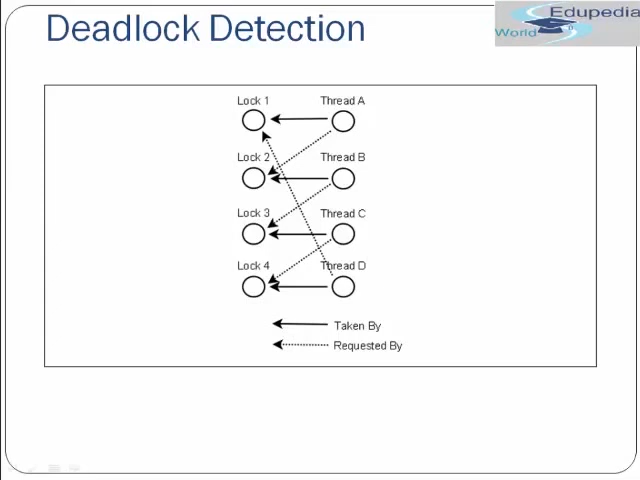 Deadlock Detection
Edupedia
World
Lock 1 Thread A
Lock 2 Thread B
Lock 3 Thread C
Lock 4 Thread D
Taken By
Requested By